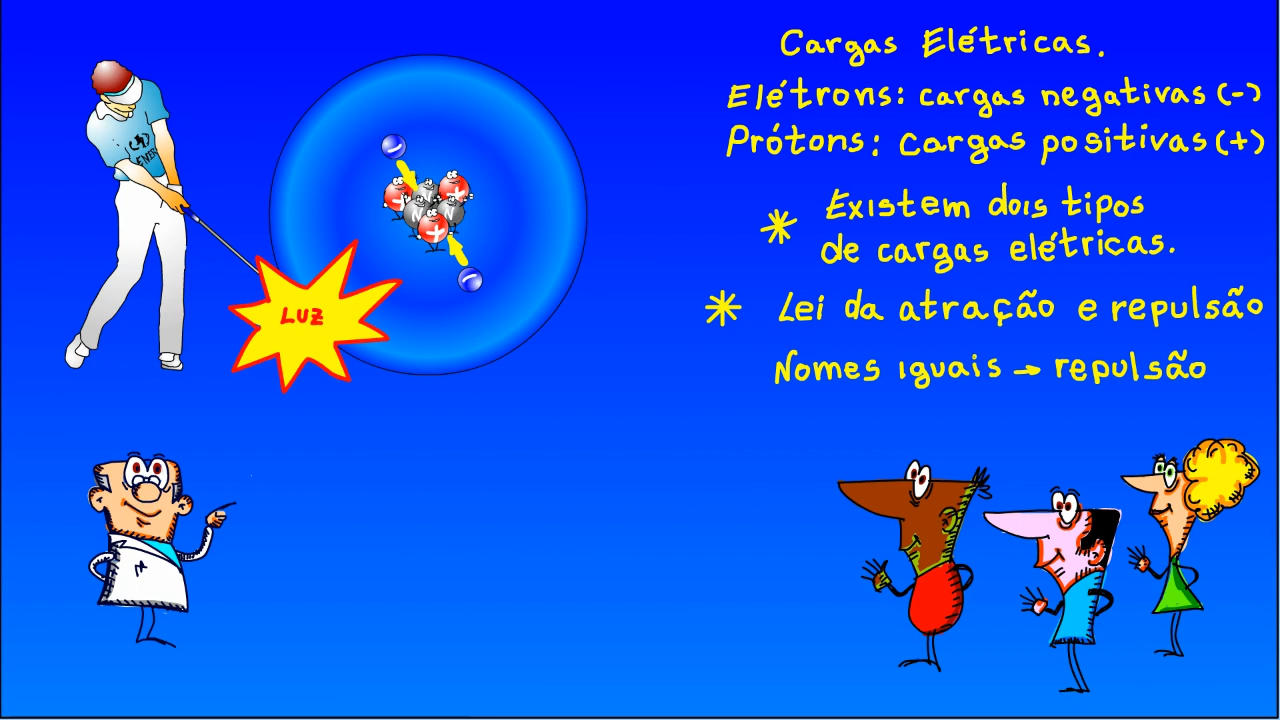 Cargas Elétricas.
Elétrons: cargas negativas (-)
Prótons: cargas positivas (+)
* Existem dois tipos
de cargas elétricas.
* Lei da atração e repulsão
Nomes iguais → repulsão
LUZ
-
+
N
+
N
N
+
-